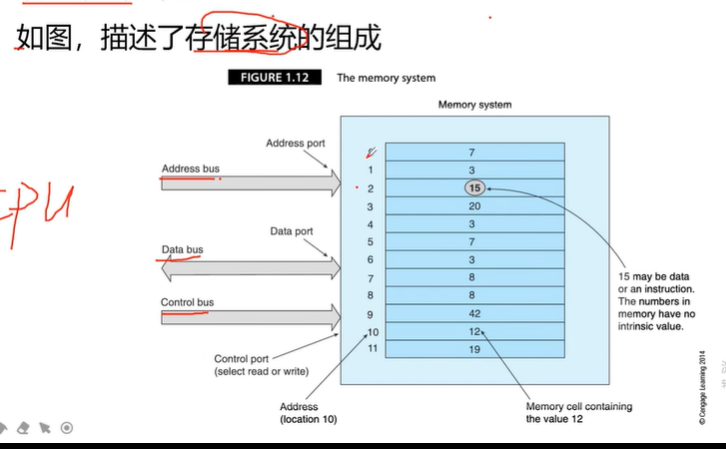 如图，描述了存储系统的组成
FIGURE 1.12 The memory system
Memory system
Address port
Address bus
Data port
Data bus
Control bus
Control port
(select read or write)
Address
(location 10)
7
1 3
2 15
3 20
4 3
5 7
6 3
7 8
8 8
9 42
10 12
11 19
Memory cell containing
the value 12
15 may be data
or an instruction.
The numbers in
memory have no
intrinsic value.
© Cengage Learning 2014
CPU